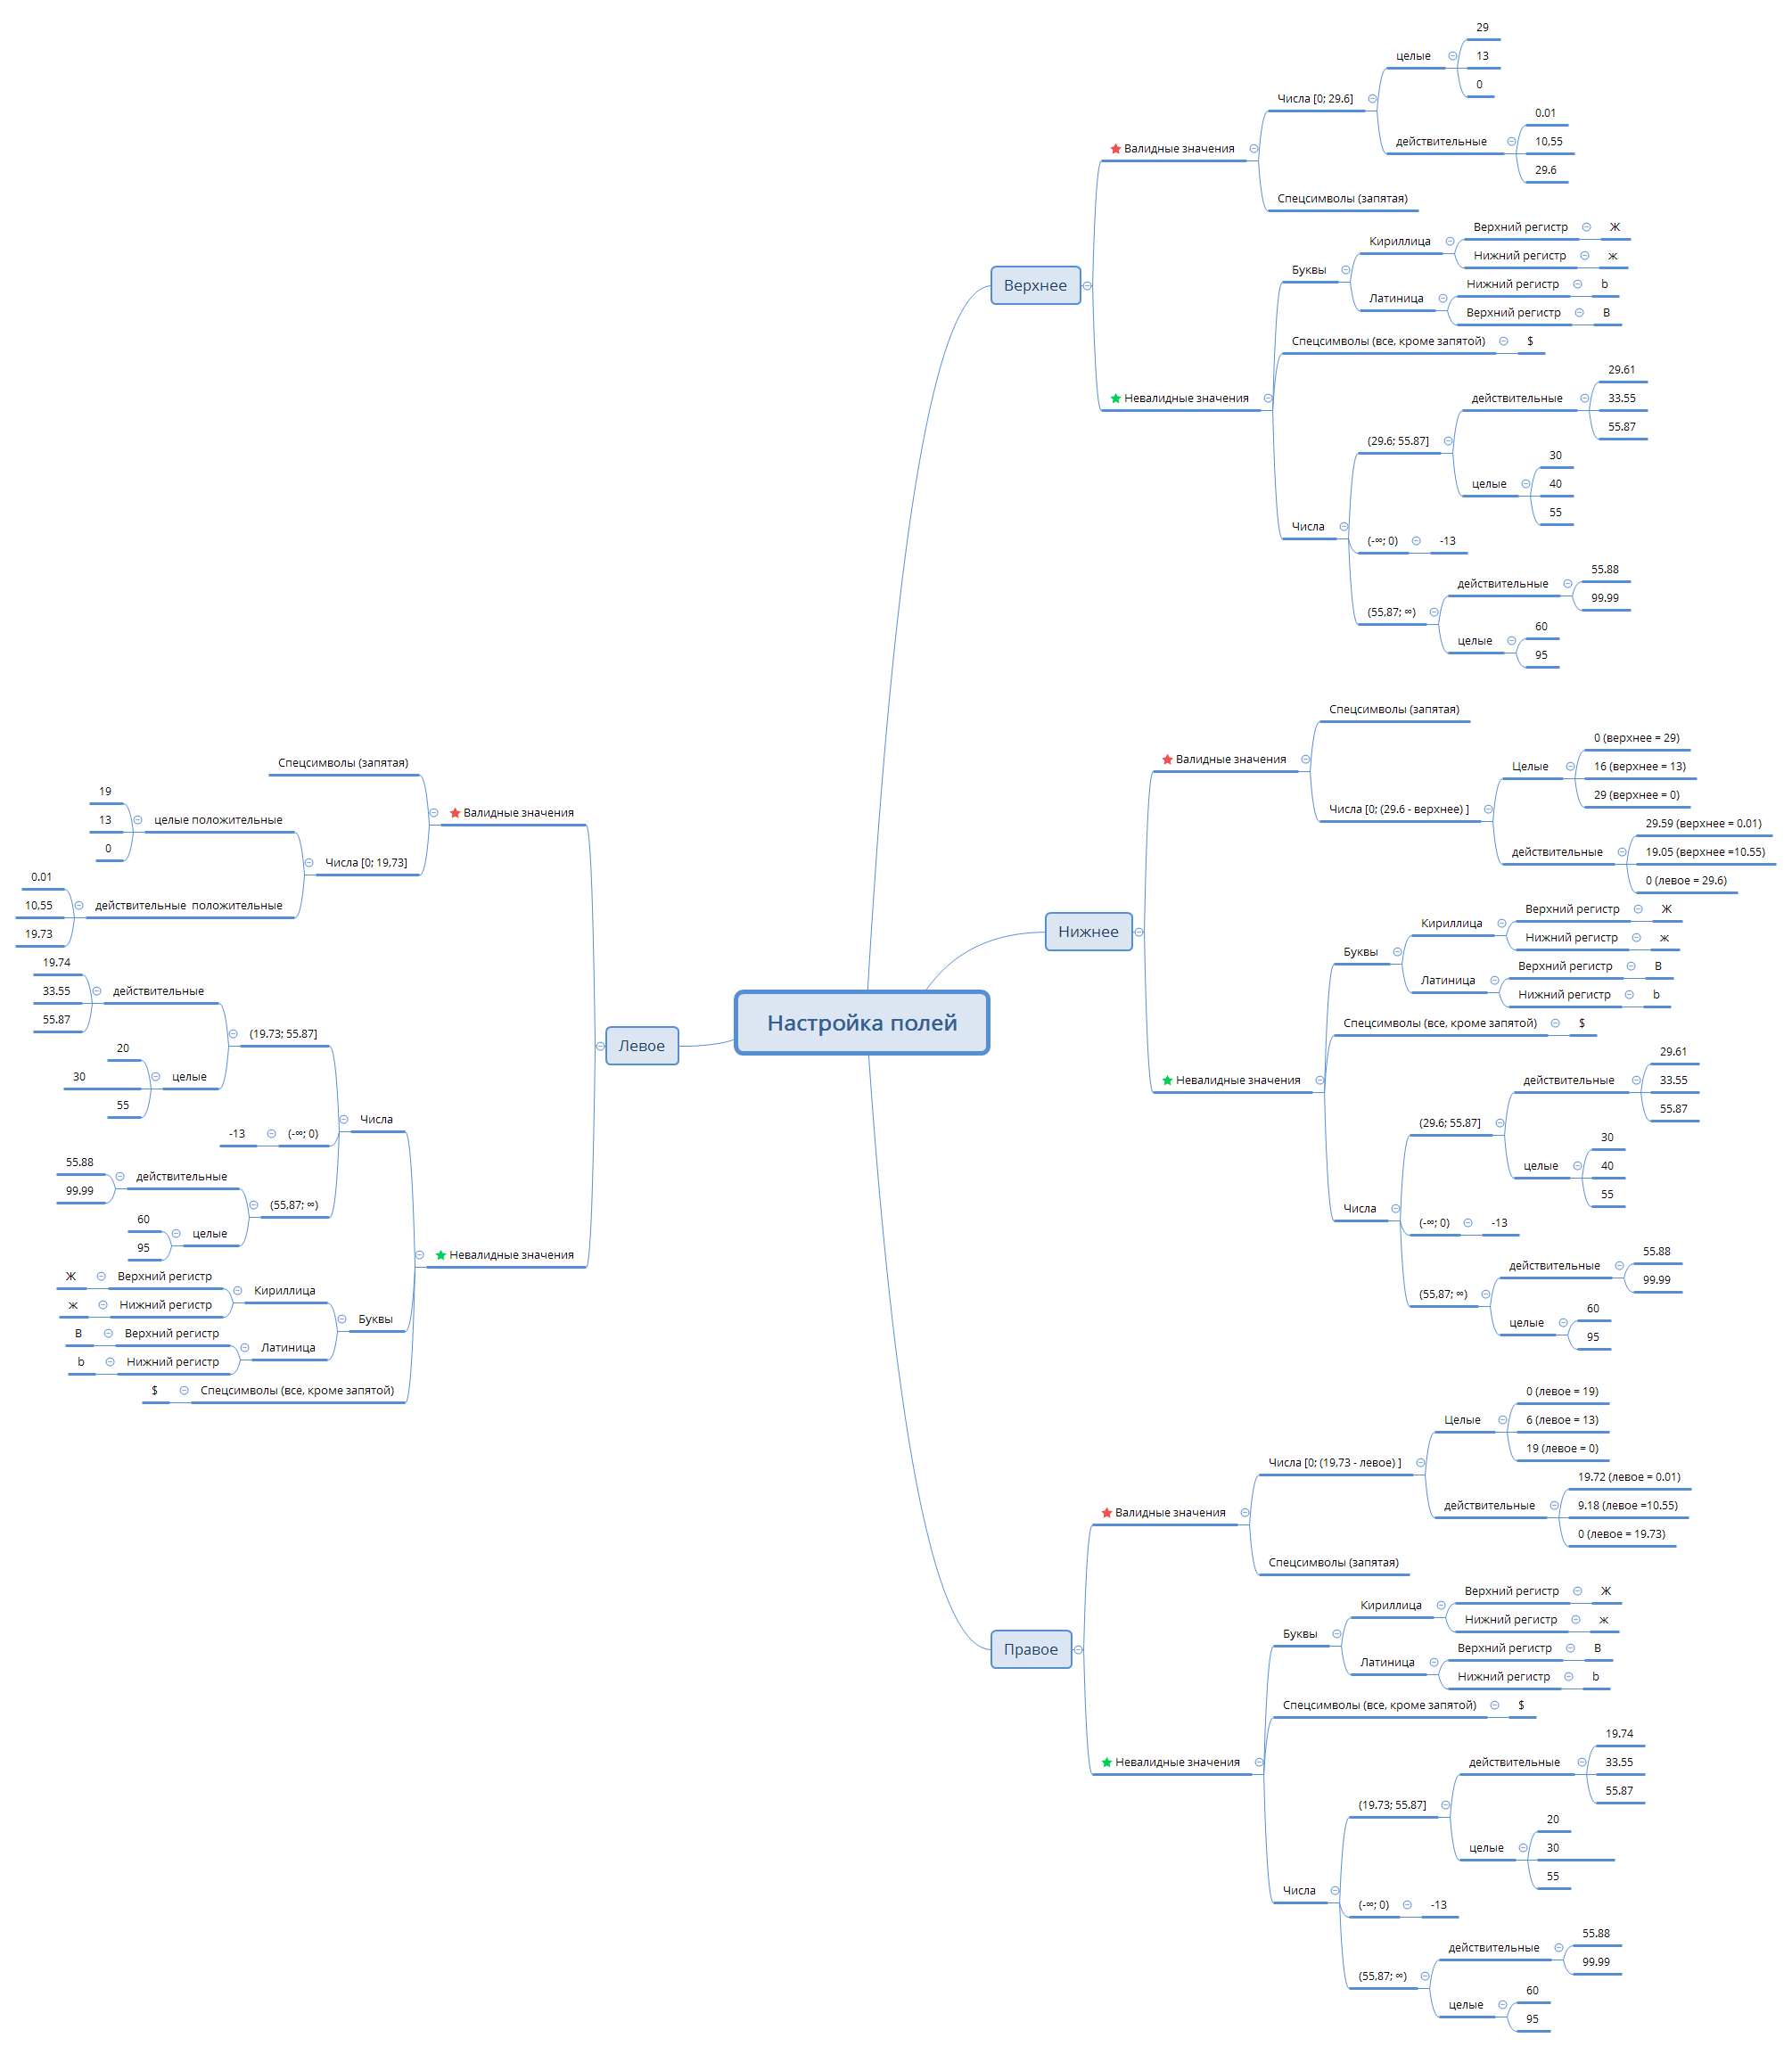 Настройка полей
Верхнее
Валидные значения
Числа [0; 29.6]
целые
29
13
0
действительные
0.01
10,55
29.6
Спецсимволы (запятая)
Невалидные значения
Буквы
Кириллица
Верхний регистр
Ж
Нижний регистр
ж
Латиница
Нижний регистр
b
Верхний регистр
B
Спецсимволы (все, кроме запятой)
$
Числа
(29.6; 55.87]
действительные
29.61
33.55
55.87
целые
30
40
55
(-∞; 0)
-13
(55,87; ∞)
действительные
55.88
99.99
целые
60
95
Нижнее
Валидные значения
Спецсимволы (запятая)
Числа [0; (29.6 - верхнее) ]
Целые
0 (верхнее = 29)
16 (верхнее = 13)
29 (верхнее = 0)
действительные
29.59 (верхнее = 0.01)
19.05 (верхнее =10.55)
0 (левое = 29.6)
Невалидные значения
Буквы
Кириллица
Верхний регистр
Ж
Нижний регистр
ж
Латиница
Верхний регистр
B
Нижний регистр
b
Спецсимволы (все, кроме запятой)
$
Числа
(29.6; 55.87]
действительные
29.61
33.55
55.87
целые
30
40
55
(-∞; 0)
-13
(55,87; ∞)
действительные
55.88
99.99
целые
60
95
Правое
Валидные значения
Числа [0; (19.73 - левое) ]
Целые
0 (левое = 19)
6 (левое = 13)
19 (левое = 0)
действительные
19.72 (левое = 0.01)
9.18 (левое =10.55)
0 (левое = 19.73)
Спецсимволы (запятая)
Невалидные значения
Буквы
Кириллица
Верхний регистр
Ж
Нижний регистр
ж
Латиница
Верхний регистр
B
Нижний регистр
b
Спецсимволы (все, кроме запятой)
$
Числа
(19.73; 55.87]
действительные
19.74
33.55
55.87
целые
20
30
55
(-∞; 0)
-13
(55,87; ∞)
действительные
55.88
99.99
целые
60
95
Левое
Валидные значения
Спецсимволы (запятая)
Числа [0; 19,73]
целые положительные
19
13
0
действительные положительные
0.01
10,55
19.73
Невалидные значения
Числа
(19.73; 55.87]
действительные
19.74
33.55
55.87
целые
20
30
55
(-∞; 0)
-13
(55,87; ∞)
действительные
55.88
99.99
целые
60
95
Буквы
Кириллица
Верхний регистр
Ж
Нижний регистр
ж
Латиница
Верхний регистр
B
Нижний регистр
b
Спецсимволы (все, кроме запятой)
$